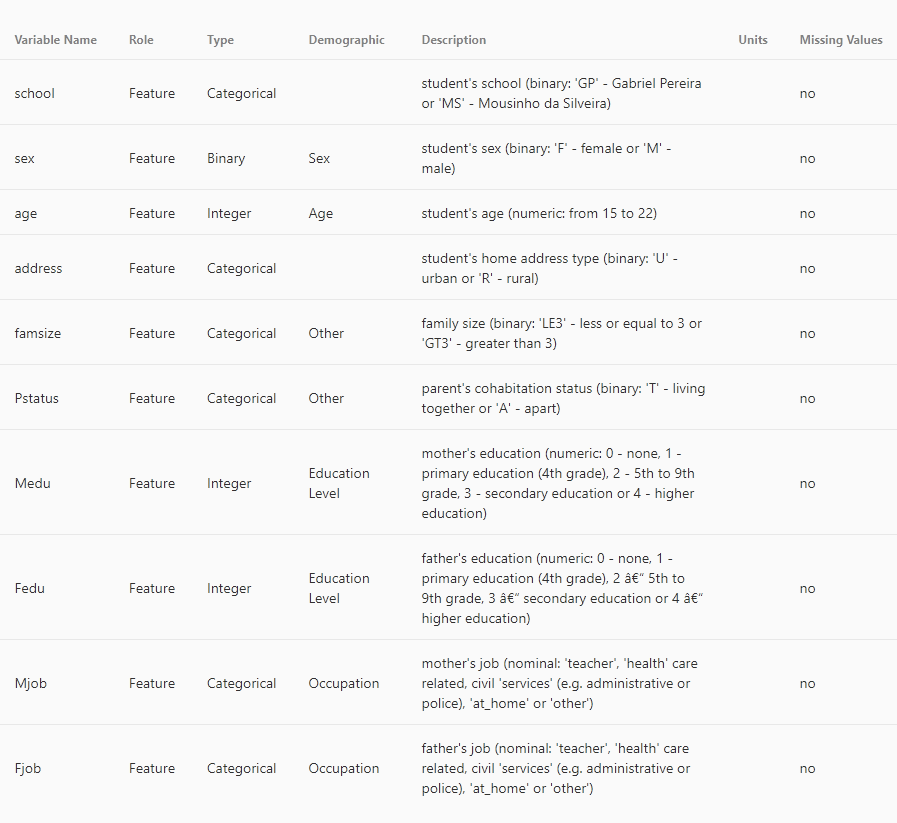 Variable Name Role Type Demographic Description Units Missing Values
school Feature Categorical student's school (binary: 'GP' - Gabriel Pereira no
or 'MS' - Mousinho da Silveira)
sex Feature Binary Sex student's sex (binary: 'F' - female or 'M' - no
male)
age Feature Integer Age student's age (numeric: from 15 to 22) no
address Feature Categorical student's home address type (binary: 'U' - no
urban or 'R' - rural)
famsize Feature Categorical Other family size (binary: 'LE3' - less or equal to 3 or no
'GT3' - greater than 3)
Pstatus Feature Categorical Other parent's cohabitation status (binary: 'T' - living no
together or 'A' - apart)
Medu Feature Integer Education Level mother's education (numeric: 0 - none, 1 - no
primary education (4th grade), 2 - 5th to 9th
grade, 3 - secondary education or 4 - higher
education)
Fedu Feature Integer Education Level father's education (numeric: 0 - none, 1 - no
primary education (4th grade), 2 â€“ 5th to
9th grade, 3 â€“ secondary education or 4 â€“
higher education)
Mjob Feature Categorical Occupation mother's job (nominal: 'teacher', 'health' care no
related, civil 'services' (e.g. administrative or
police), 'at_home' or 'other')
Fjob Feature Categorical Occupation father's job (nominal: 'teacher', 'health' care no
related, civil 'services' (e.g. administrative or
police), 'at_home' or 'other')